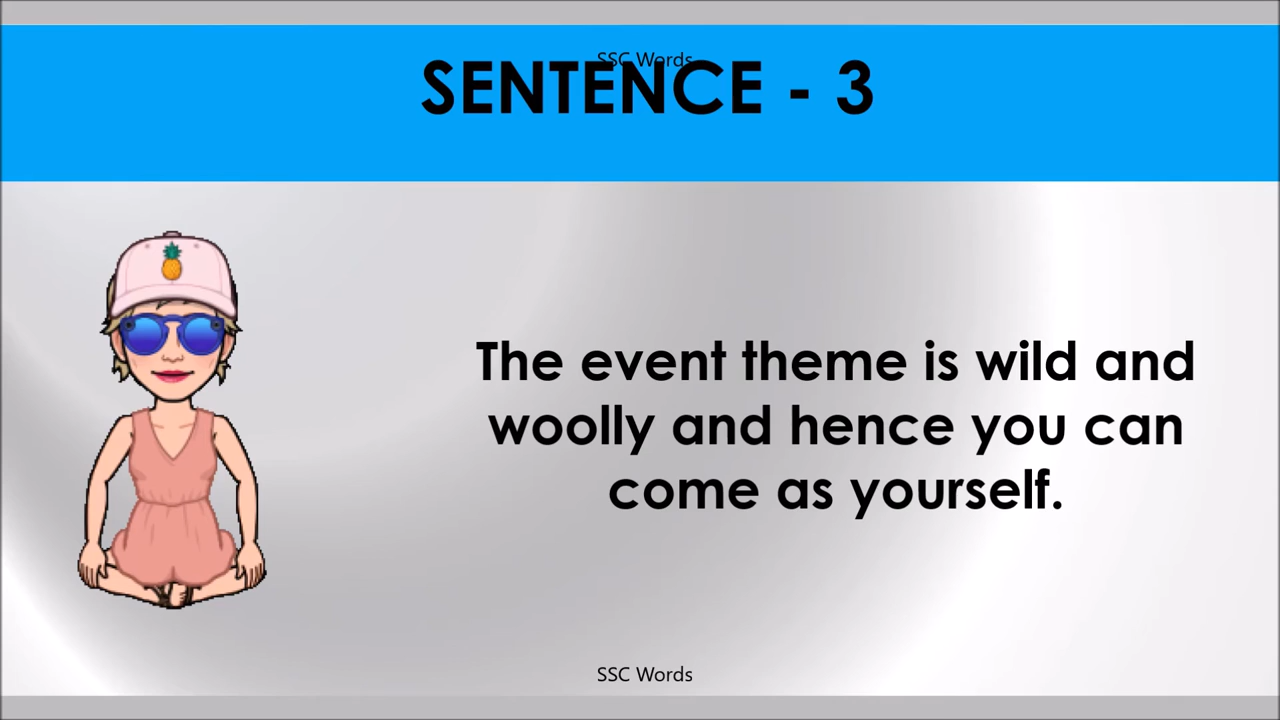 SSC Words
SENTENCE - 3
The event theme is wild and
woolly and hence you can
come as yourself.
SSC Words